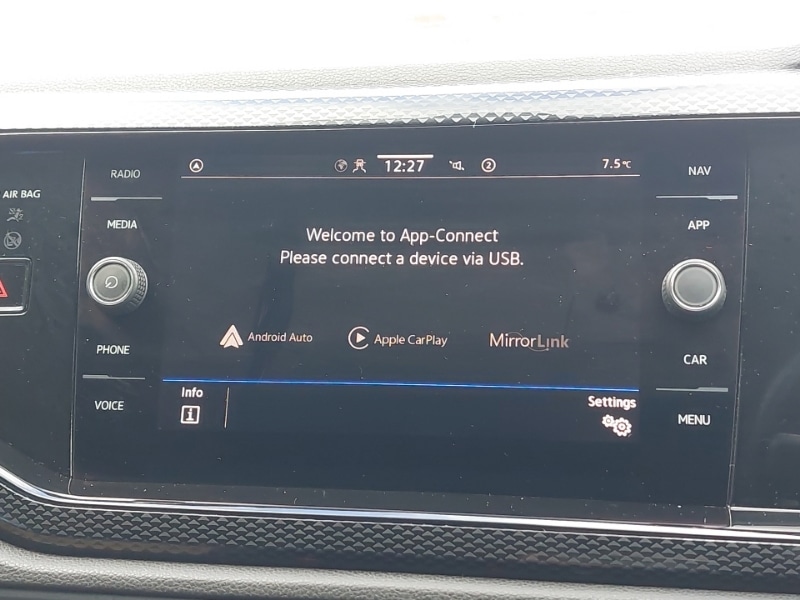 AIR BAG
RADIO
MEDIA
PHONE
VOICE
12:27
2
7.5°C
Welcome to App-Connect
Please connect a device via USB.
Android Auto
Apple CarPlay
MirrorLink
Info
i
Settings
NAV
APP
CAR
MENU